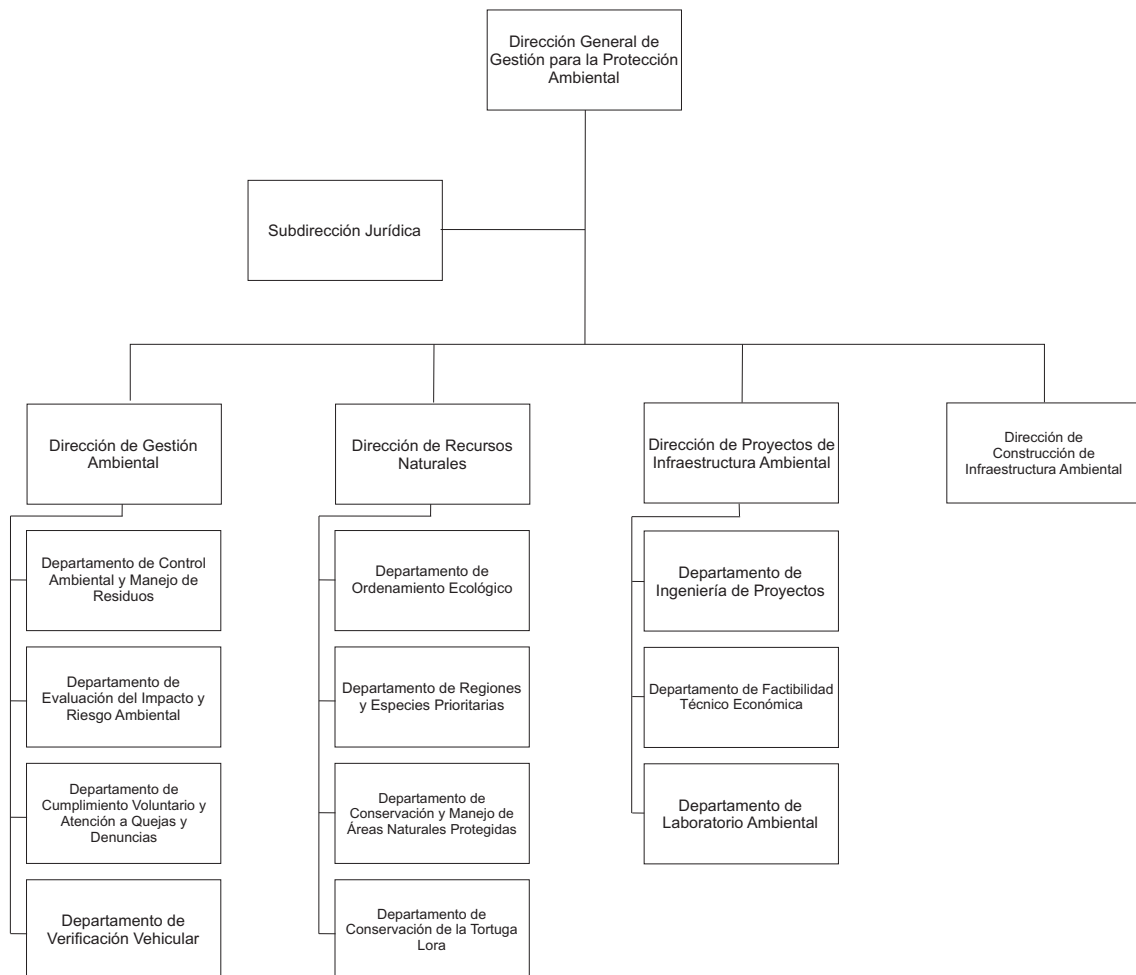 Dirección General de
Gestión para la Protección
Ambiental
Subdirección Jurídica
Dirección de Gestión
Ambiental
Dirección de Recursos
Naturales
Dirección de Proyectos de
Infraestructura Ambiental
Dirección de
Construcción de
Infraestructura Ambiental
Departamento de Control
Ambiental y Manejo de
Residuos
Departamento de
Ordenamiento Ecológico
Departamento de
Ingeniería de Proyectos
Departamento de
Evaluación del Impacto y
Riesgo Ambiental
Departamento de Regiones
y Especies Prioritarias
Departamento de Factibilidad
Técnico Económica
Departamento de
Cumplimiento Voluntario y
Atención a Quejas y
Denuncias
Departamento de
Conservación y Manejo de
Áreas Naturales Protegidas
Departamento de
Laboratorio Ambiental
Departamento de
Verificación Vehicular
Departamento de
Conservación de la Tortuga
Lora